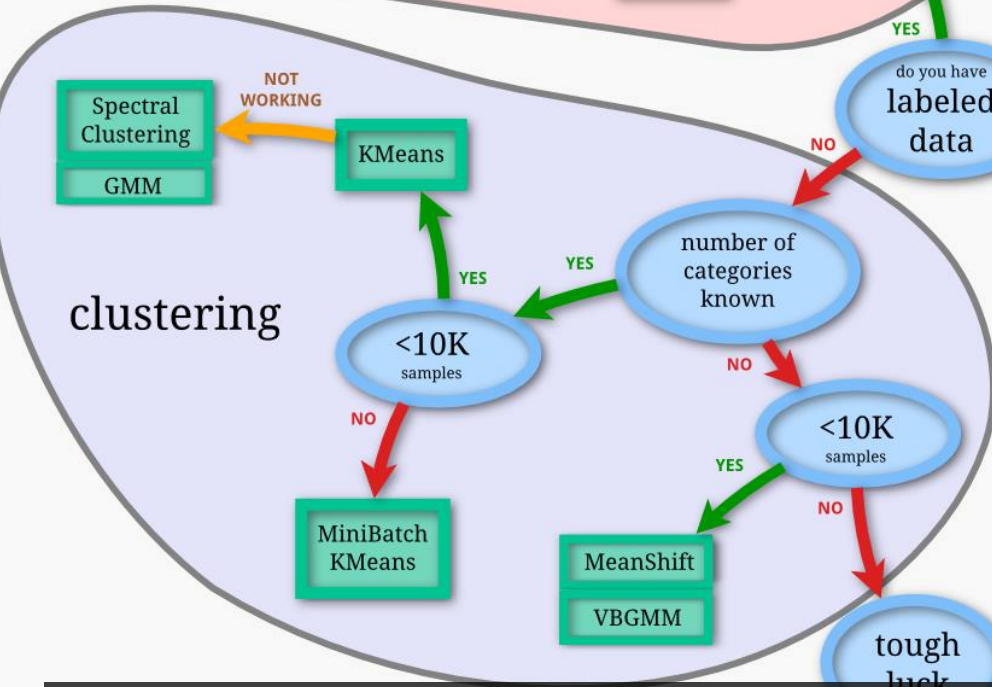 YES
do you have
labeled
data
NO
NOT
WORKING
Spectral
Clustering
GMM
KMeans
number of
categories
known
YES
YES
clustering
<10K
samples
NO
NO
<10K
samples
YES
NO
MiniBatch
KMeans
MeanShift
VBGMM
tough
luck